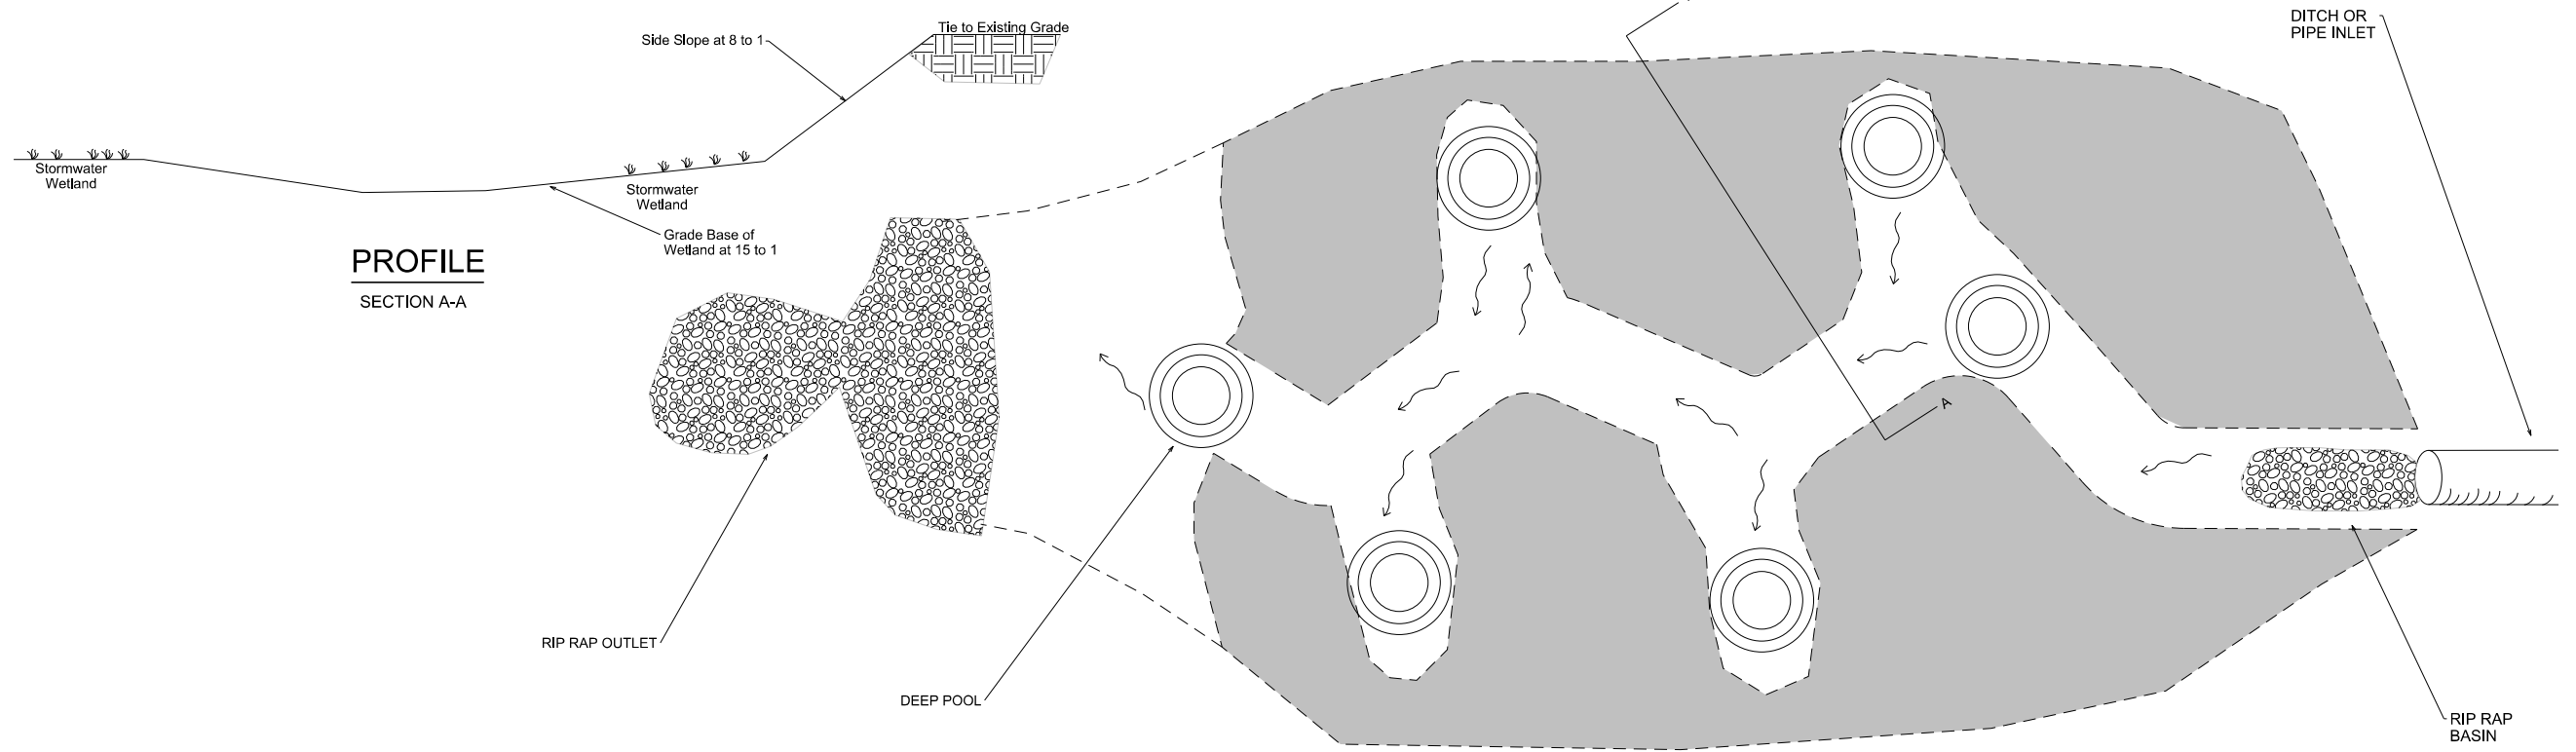 Tie to Existing Grade
Side Slope at 8 to 1
Stormwater
Wetland
Stormwater
Wetland
Grade Base of
Wetland at 15 to 1
PROFILE
SECTION A-A
RIP RAP OUTLET
DEEP POOL
A
DITCH OR
PIPE INLET
RIP RAP
BASIN